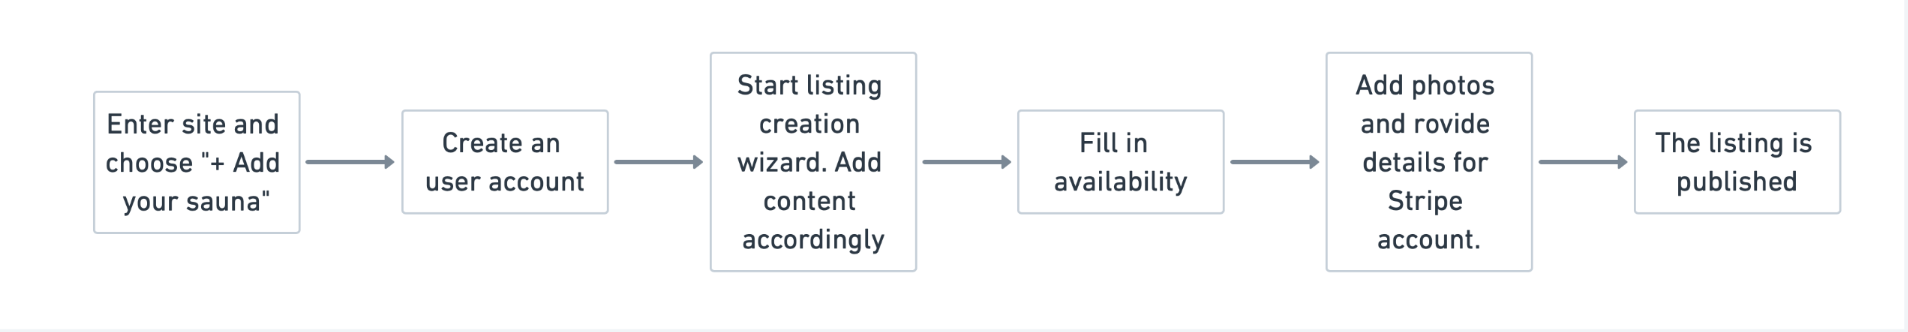 Enter site and
choose "+ Add
your sauna"
Create an
user account
Start listing
creation
wizard. Add
content
accordingly
Fill in
availability
Add photos
and rovide
details for
Stripe
account.
The listing is
published